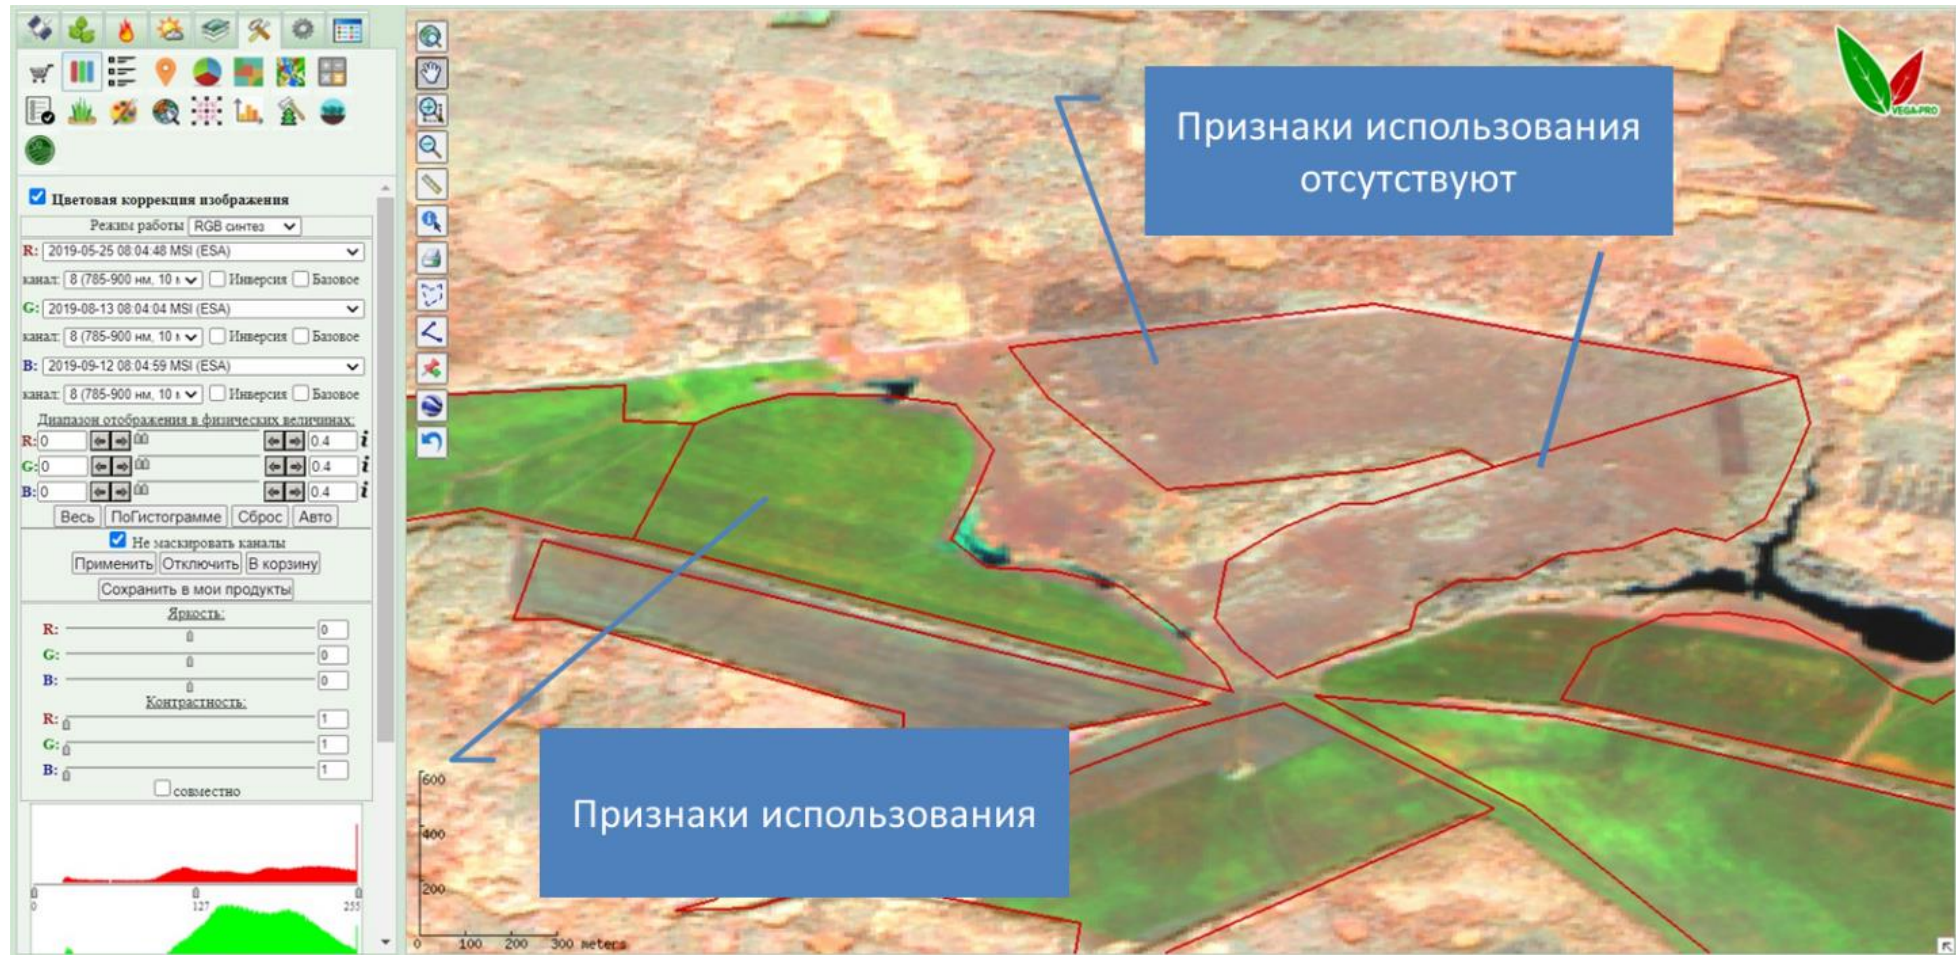 Цветовая коррекция изображения
Режим работы RGB синтез
R: 2019-05-25 08:04:48 MSI (ESA)
канал: 8 (785-900 нм, 10 м Инверсия Базовое
G: 2019-08-13 08:04:04 MSI (ESA)
канал: 8 (785-900 нм, 10 м Инверсия Базовое
B: 2019-09-12 08:04:59 MSI (ESA)
канал: 8 (785-900 нм, 10 м Инверсия Базовое
Диапазон отображения в физических величинах:
R: 0 0.4 i
G: 0 0.4 i
B: 0 0.4 i
Весь ПоГистограмме Сброс Авто
Не маскировать каналы
Применить Отключить В корзину
Сохранить в мои продукты
Яркость:
R: 0
G: 0
B: 0
Контрастность:
R: 1
G: 1
B: 1
совместно
0 127 255
Признаки использования
отсутствуют
VEGA-PRO
Признаки использования
600
400
200
0 100 200 300 meters